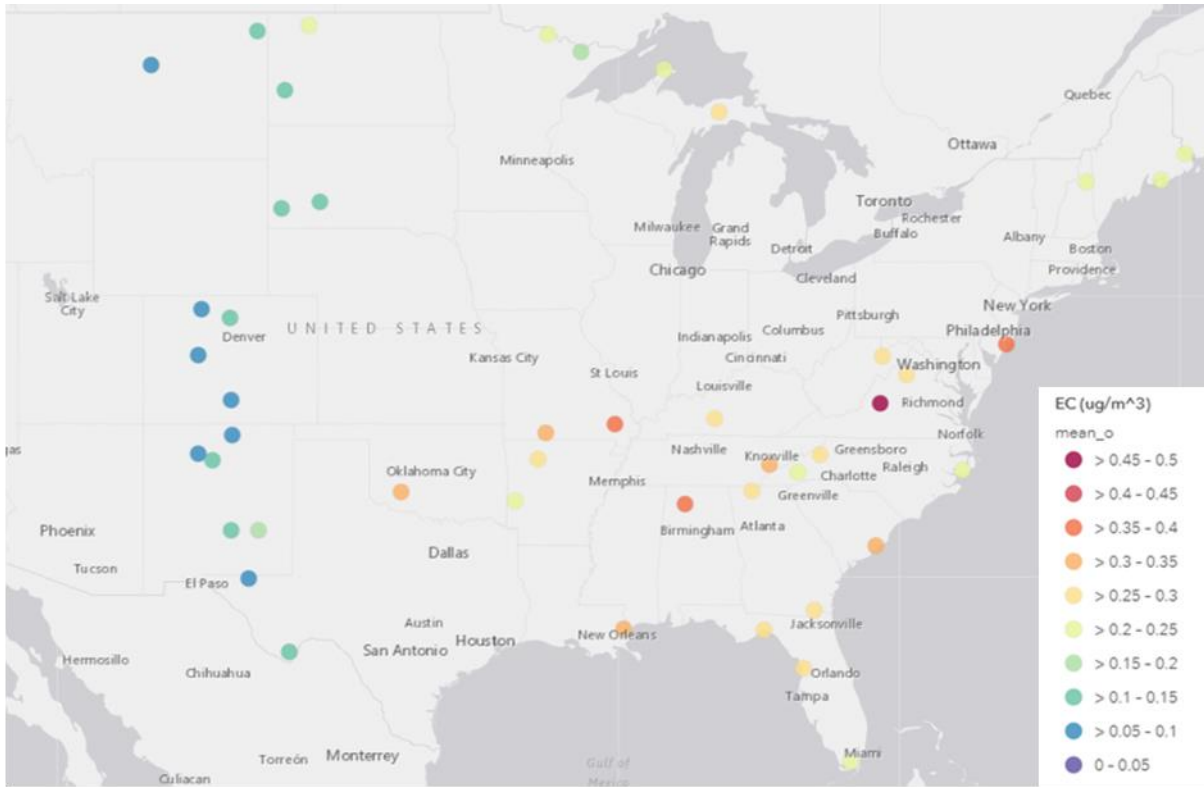 Quebec
Ottawa
Minneapolis
Toronto
Rochester
Milwaukee
Grand
Rapids
Buffalo
Albany
Detroit
Boston
Chicago
Cleveland
Providence
Salt Lake
City
New York
Pittsburgh
UNITED STATES
Denver
Indianapolis
Columbus
Philadelphia
Kansas City
Cincinnati
Washington
St Louis
Louisville
Richmond
gas
Nashville
Knoxville
Greensboro
Norfolk
Oklahoma City
Memphis
Charlotte
Raleigh
Greenville
Phoenix
Birmingham
Atlanta
Dallas
Tucson
El Paso
Austin
Jacksonville
New Orleans
Houston
San Antonio
Hermosillo
Chihuahua
Orlando
Tampa
Torreón
Monterrey
Miami
Culiacan
Gulf of
Mexico
EC (ug/m^3)
mean_o
> 0.45 - 0.5
> 0.4 - 0.45
> 0.35 - 0.4
> 0.3 - 0.35
> 0.25 - 0.3
> 0.2 - 0.25
> 0.15 - 0.2
> 0.1 - 0.15
> 0.05 - 0.1
0 - 0.05